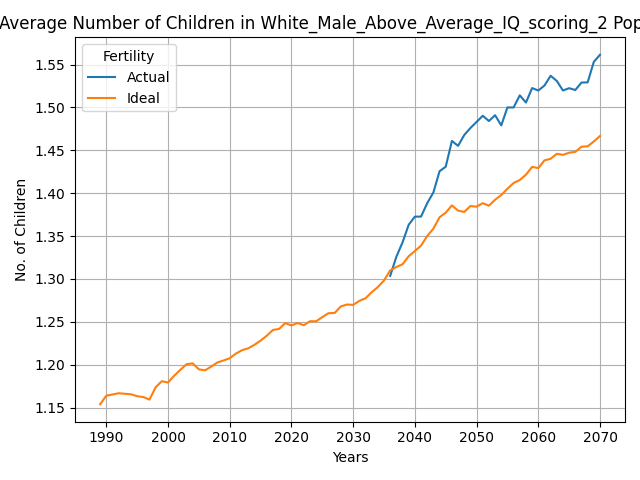 Average Number of Children in White_Male_Above_Average_IQ_scoring_2 Pop
Fertility
Actual
Ideal
No. of Children
1.55
1.50
1.45
1.40
1.35
1.30
1.25
1.20
1.15
1990 2000 2010 2020 2030 2040 2050 2060 2070
Years